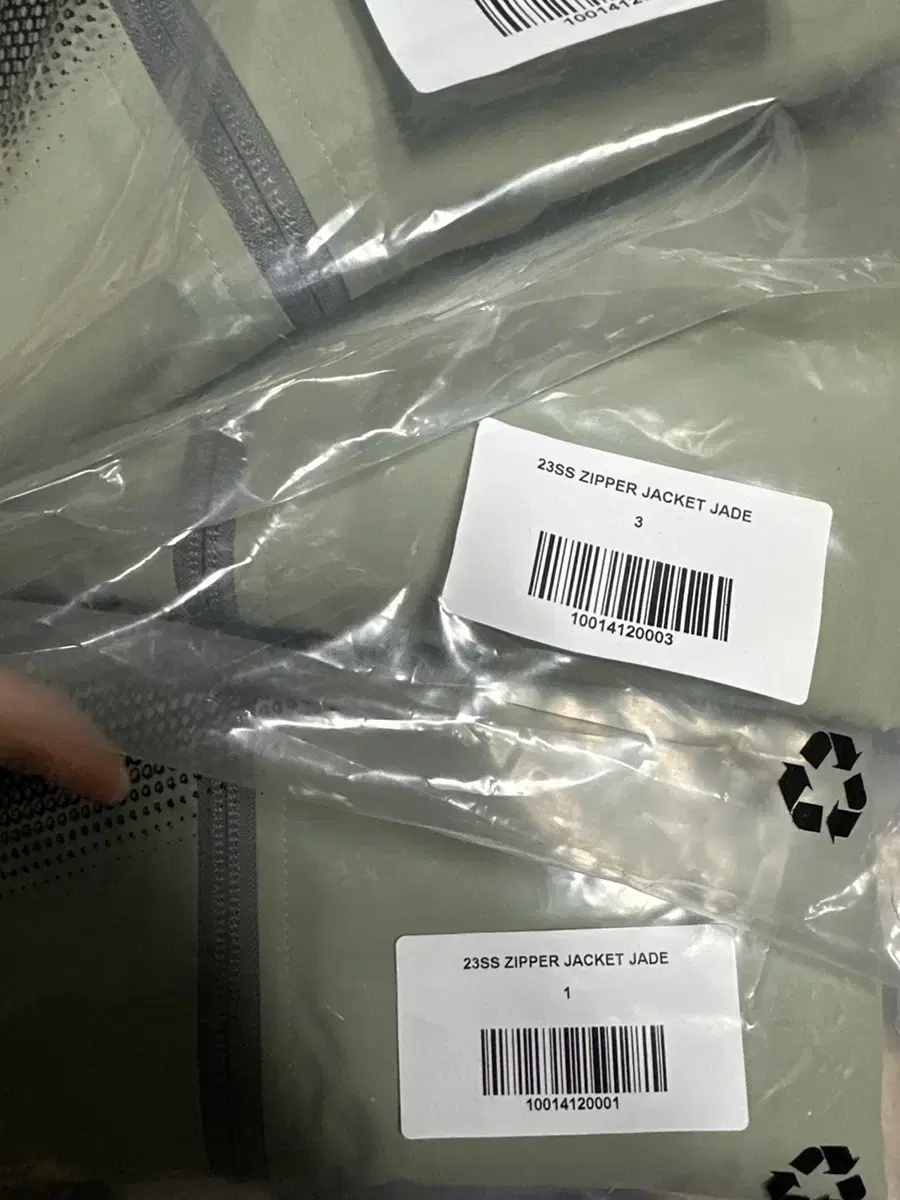 23SS ZIPPER JACKET JADE
3
10014120003
23SS ZIPPER JACKET JADE
1
10014120001